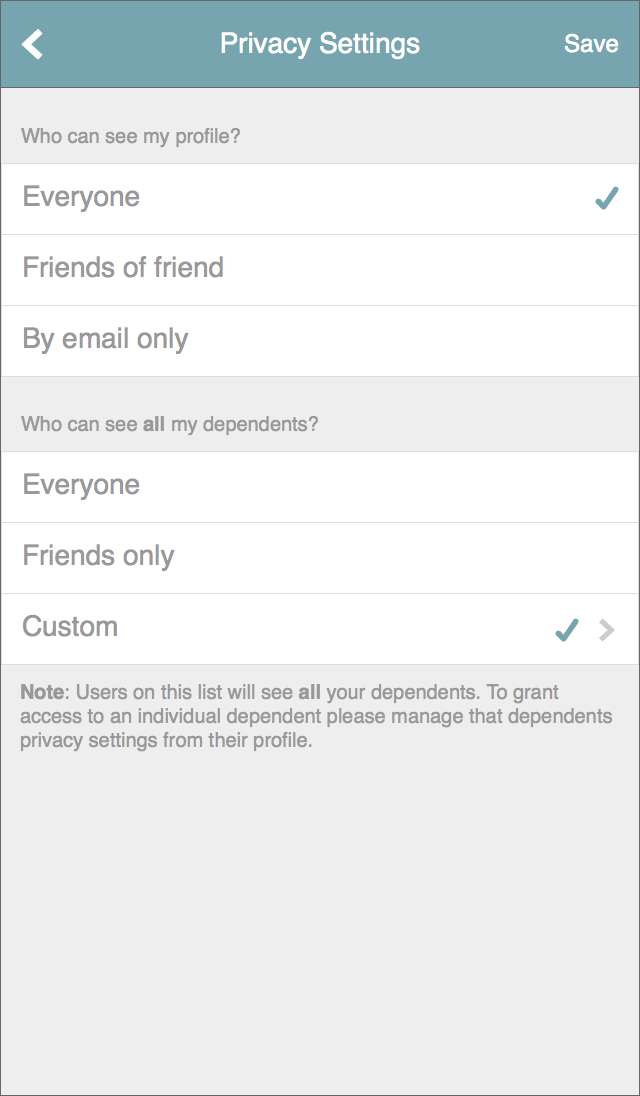 Privacy Settings
Save
Who can see my profile?
Everyone
Friends of friend
By email only
Who can see all my dependents?
Everyone
Friends only
Custom
Note: Users on this list will see all your dependents. To grant
access to an individual dependent please manage that dependents
privacy settings from their profile.